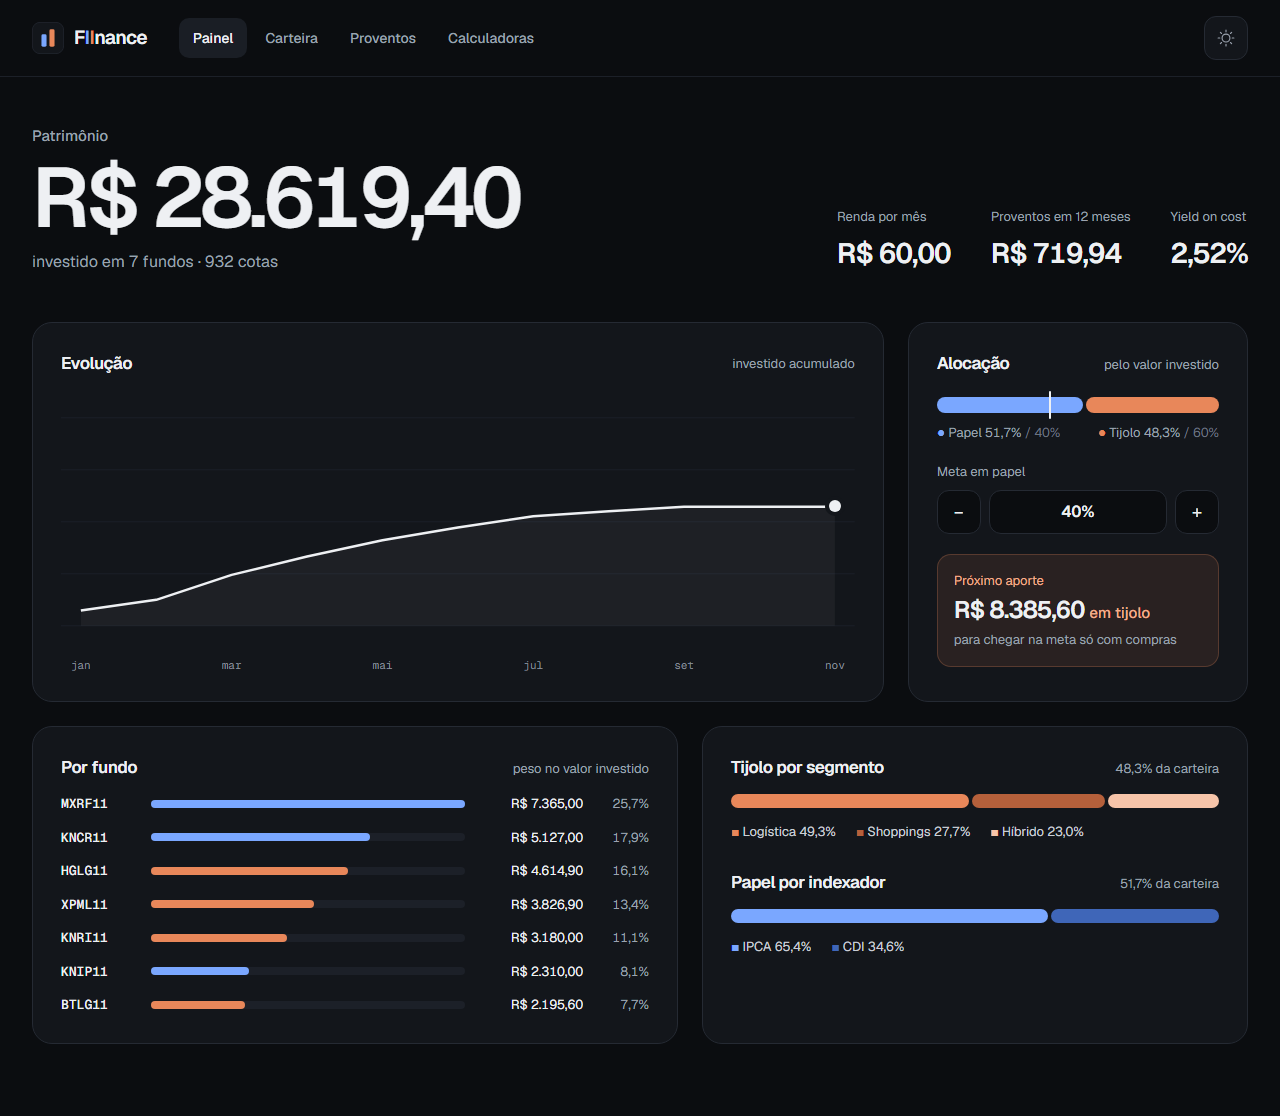 FIInance
Painel
Carteira
Proventos
Calculadoras
Patrimônio
R$ 28.619,40
investido em 7 fundos · 932 cotas
Renda por mês
R$ 60,00
Proventos em 12 meses
R$ 719,94
Yield on cost
2,52%
Evolução
investido acumulado
jan
mar
mai
jul
set
nov
Alocação
pelo valor investido
Papel 51,7% / 40%
Tijolo 48,3% / 60%
Meta em papel
−
40%
+
Próximo aporte
R$ 8.385,60 em tijolo
para chegar na meta só com compras
Por fundo
peso no valor investido
MXRF11 R$ 7.365,00 25,7%
KNCR11 R$ 5.127,00 17,9%
HGLG11 R$ 4.614,90 16,1%
XPML11 R$ 3.826,90 13,4%
KNRI11 R$ 3.180,00 11,1%
KNIP11 R$ 2.310,00 8,1%
BTLG11 R$ 2.195,60 7,7%
Tijolo por segmento
48,3% da carteira
Logística 49,3%
Shoppings 27,7%
Híbrido 23,0%
Papel por indexador
51,7% da carteira
IPCA 65,4%
CDI 34,6%